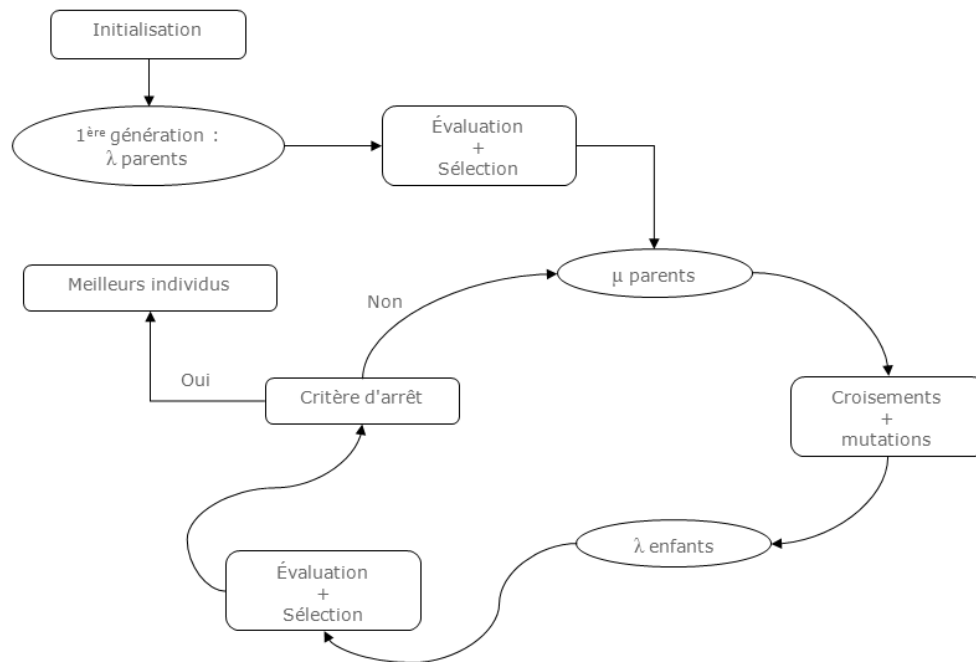 Initialisation
1ère génération :
λ parents
Évaluation
+
Sélection
μ parents
Meilleurs individus
Non
Oui
Critère d'arrêt
Croisements
+
mutations
λ enfants
Évaluation
+
Sélection